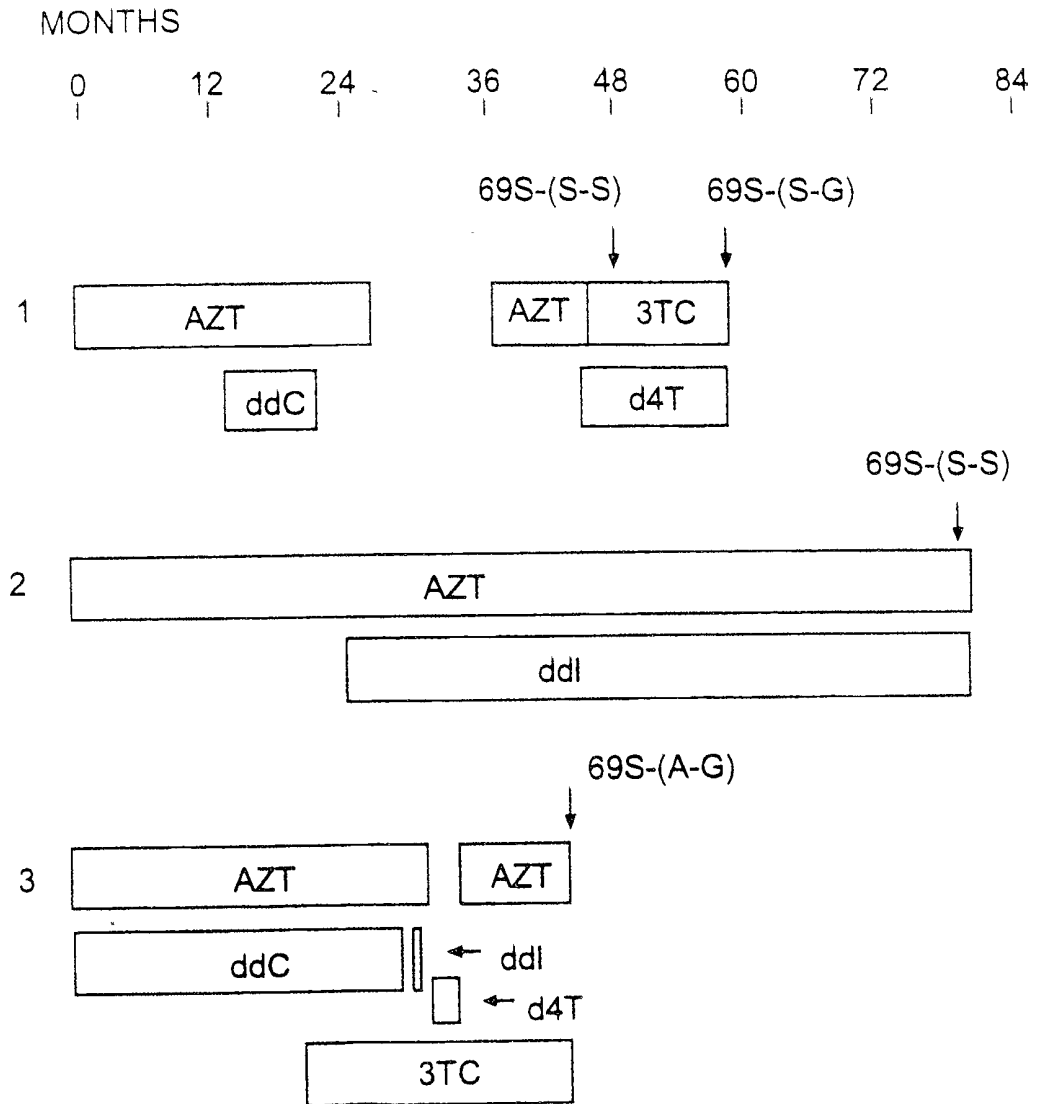 MONTHS
0 12 24 36 48 60 72 84
69S-(S-S) 69S-(S-G)
1 AZT AZT 3TC
ddC d4T
69S-(S-S)
2 AZT
ddI
69S-(A-G)
3 AZT AZT
ddC ddI
d4T
3TC